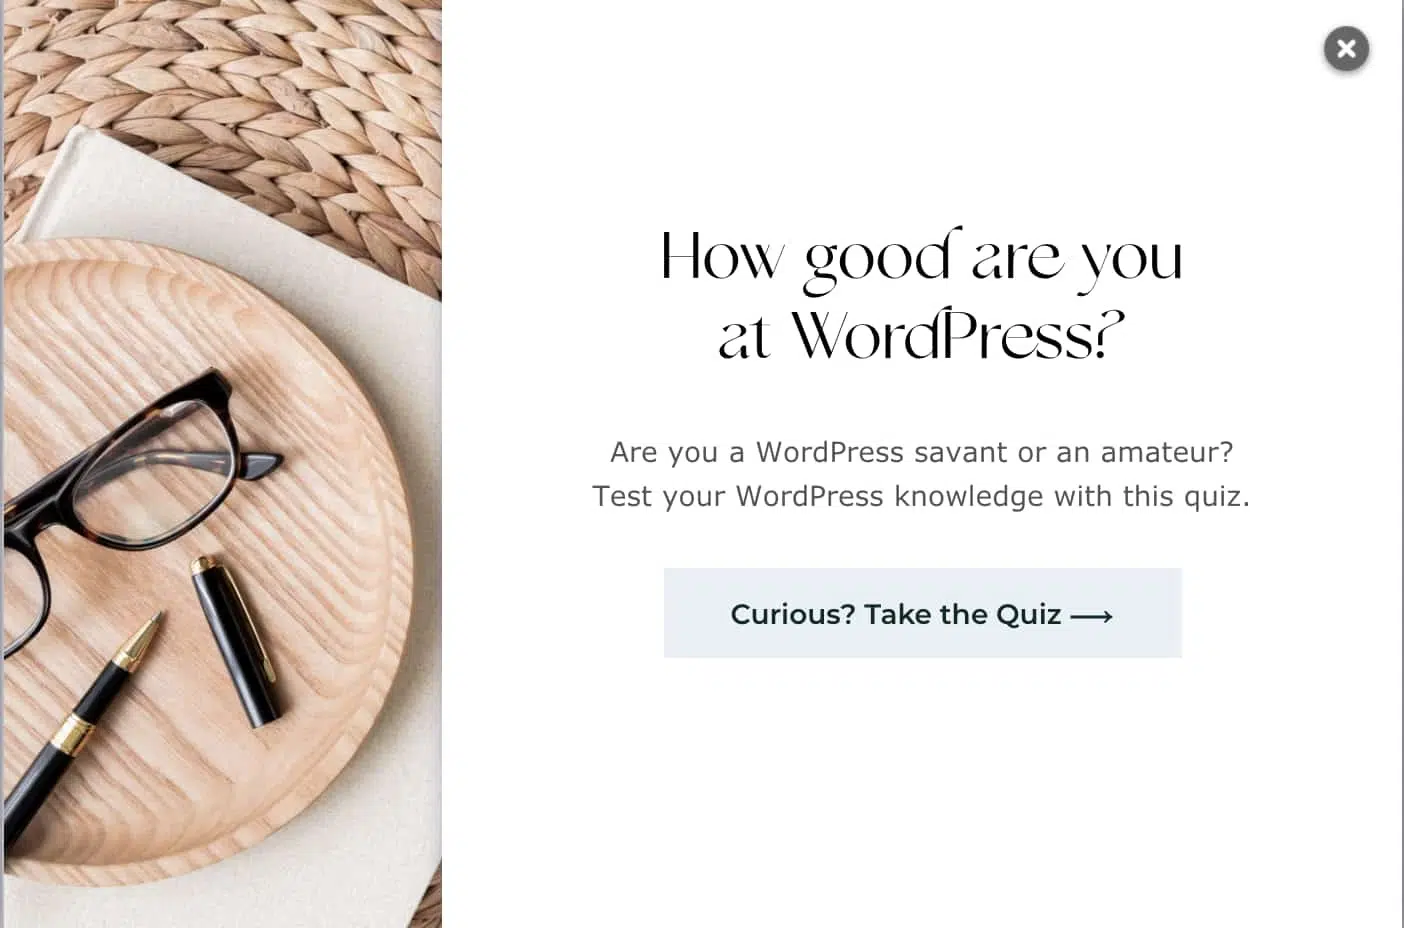 How good are you
at WordPress?
Are you a WordPress savant or an amateur?
Test your WordPress knowledge with this quiz.
Curious? Take the Quiz ⟶